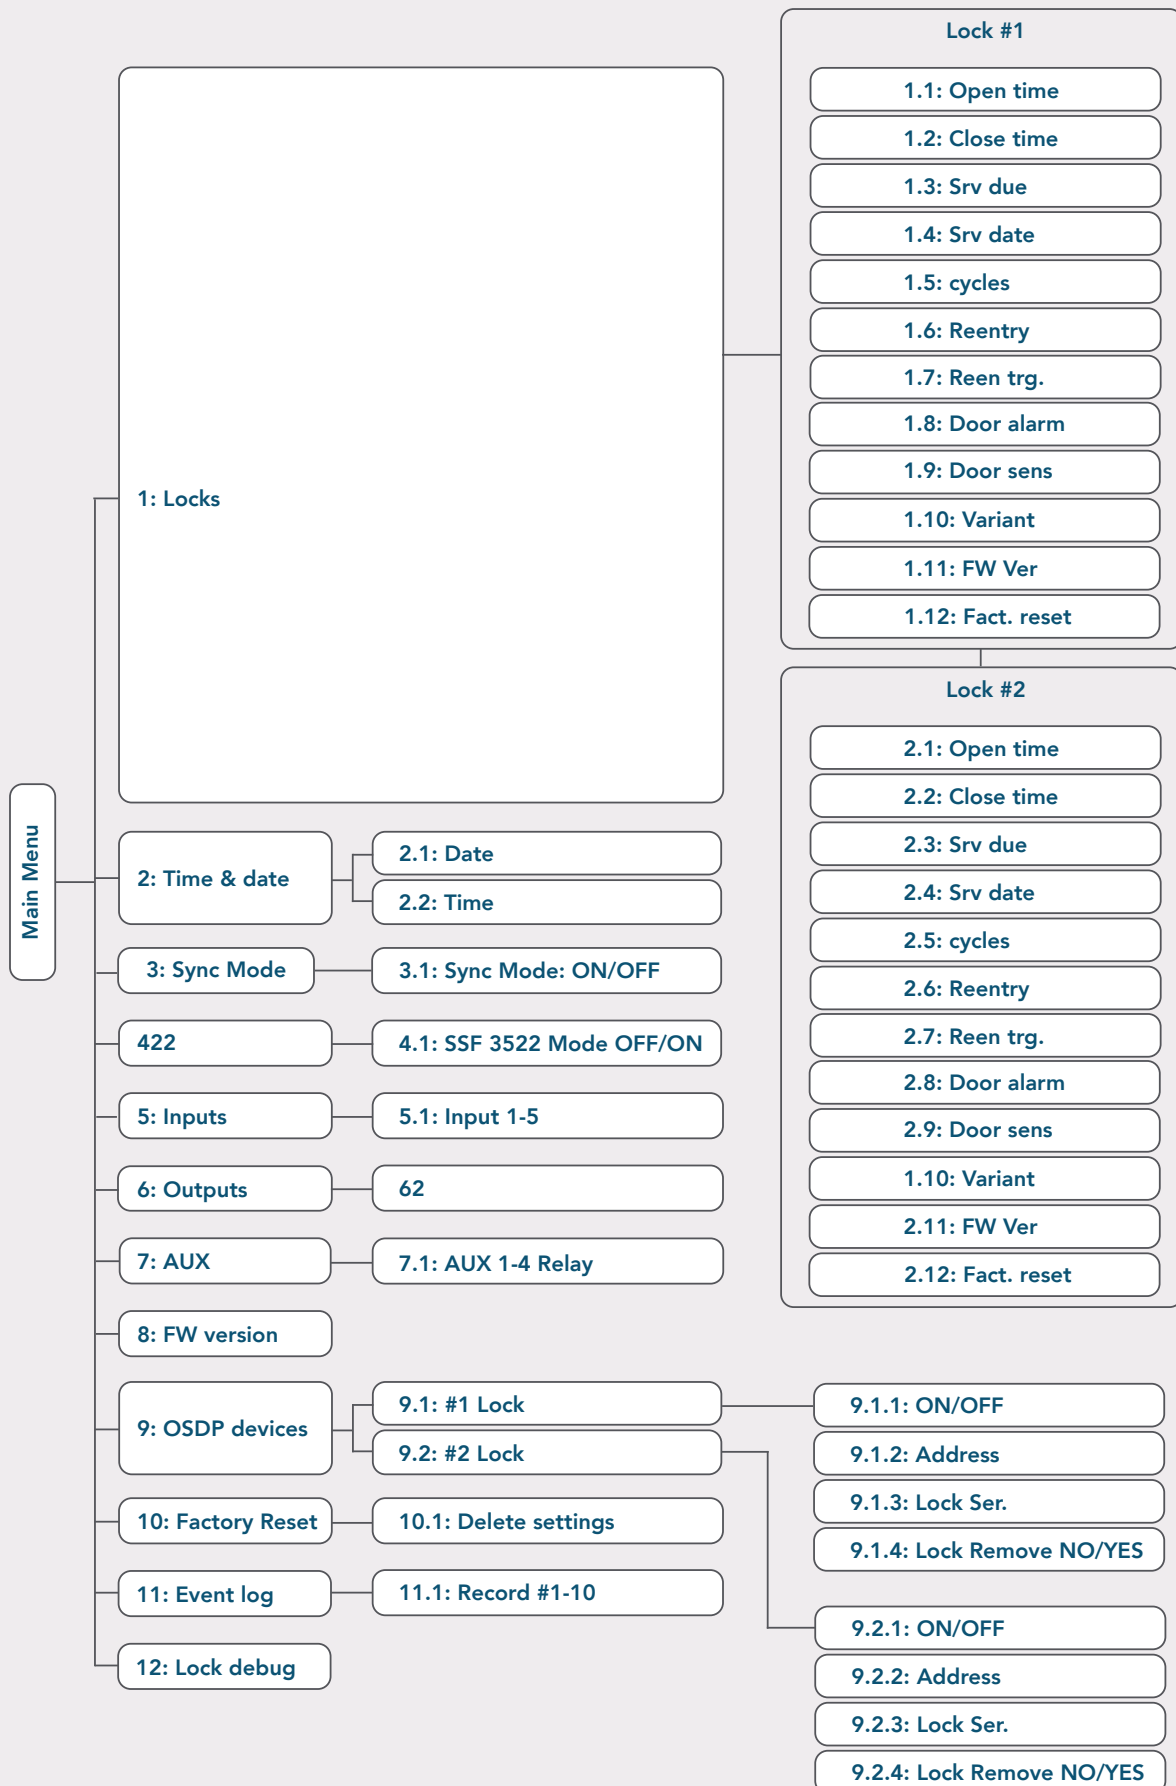 Main Menu
1: Locks
Lock #1
1.1: Open time
1.2: Close time
1.3: Srv due
1.4: Srv date
1.5: cycles
1.6: Reentry
1.7: Reen trg.
1.8: Door alarm
1.9: Door sens
1.10: Variant
1.11: FW Ver
1.12: Fact. reset
Lock #2
2.1: Open time
2.2: Close time
2.3: Srv due
2.4: Srv date
2.5: cycles
2.6: Reentry
2.7: Reen trg.
2.8: Door alarm
2.9: Door sens
1.10: Variant
2.11: FW Ver
2.12: Fact. reset
2: Time & date
2.1: Date
2.2: Time
3: Sync Mode
3.1: Sync Mode: ON/OFF
422
4.1: SSF 3522 Mode OFF/ON
5: Inputs
5.1: Input 1-5
6: Outputs
62
7: AUX
7.1: AUX 1-4 Relay
8: FW version
9: OSDP devices
9.1: #1 Lock
9.1.1: ON/OFF
9.1.2: Address
9.1.3: Lock Ser.
9.1.4: Lock Remove NO/YES
9.2: #2 Lock
9.2.1: ON/OFF
9.2.2: Address
9.2.3: Lock Ser.
9.2.4: Lock Remove NO/YES
10: Factory Reset
10.1: Delete settings
11: Event log
11.1: Record #1-10
12: Lock debug